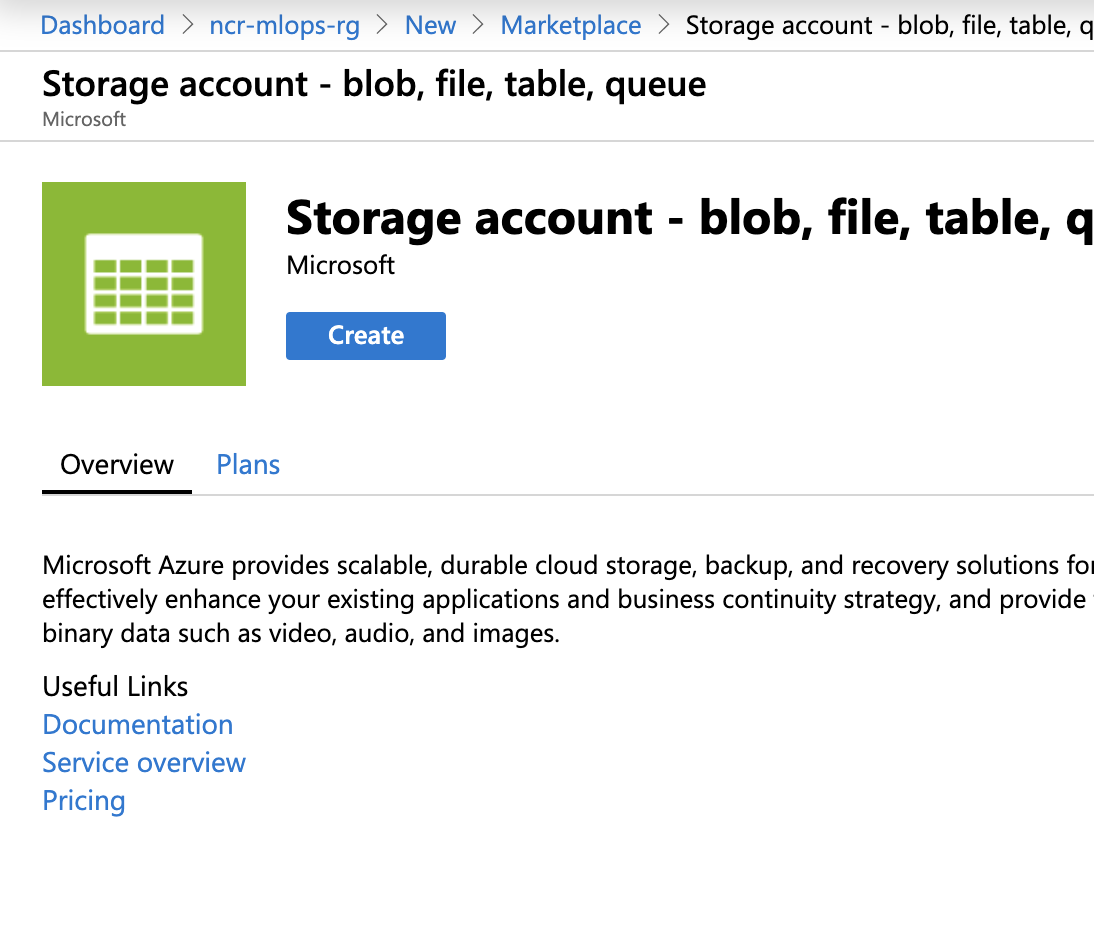 Dashboard > ncr-mlops-rg > New > Marketplace > Storage account - blob, file, table, q
Storage account - blob, file, table, queue
Microsoft
Storage account - blob, file, table, q
Microsoft
Create
Overview Plans
Microsoft Azure provides scalable, durable cloud storage, backup, and recovery solutions for
effectively enhance your existing applications and business continuity strategy, and provide
binary data such as video, audio, and images.
Useful Links
Documentation
Service overview
Pricing